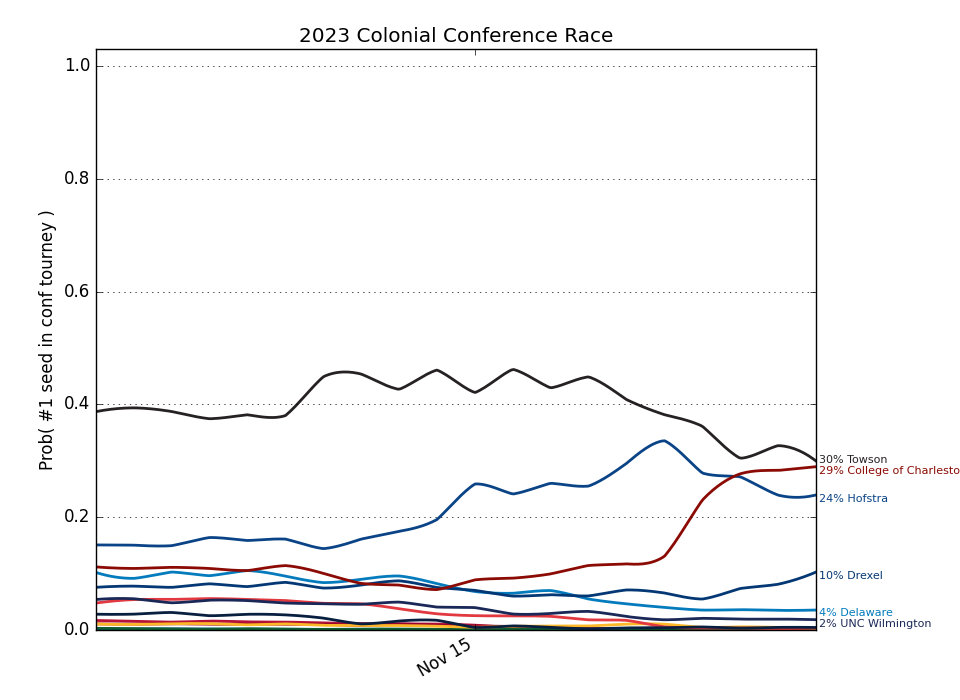 2023 Colonial Conference Race
Prob( #1 seed in conf tourney )
1.0
0.8
0.6
0.4
0.2
0.0
Nov 15
30% Towson
29% College of Charlesto
24% Hofstra
10% Drexel
4% Delaware
2% UNC Wilmington